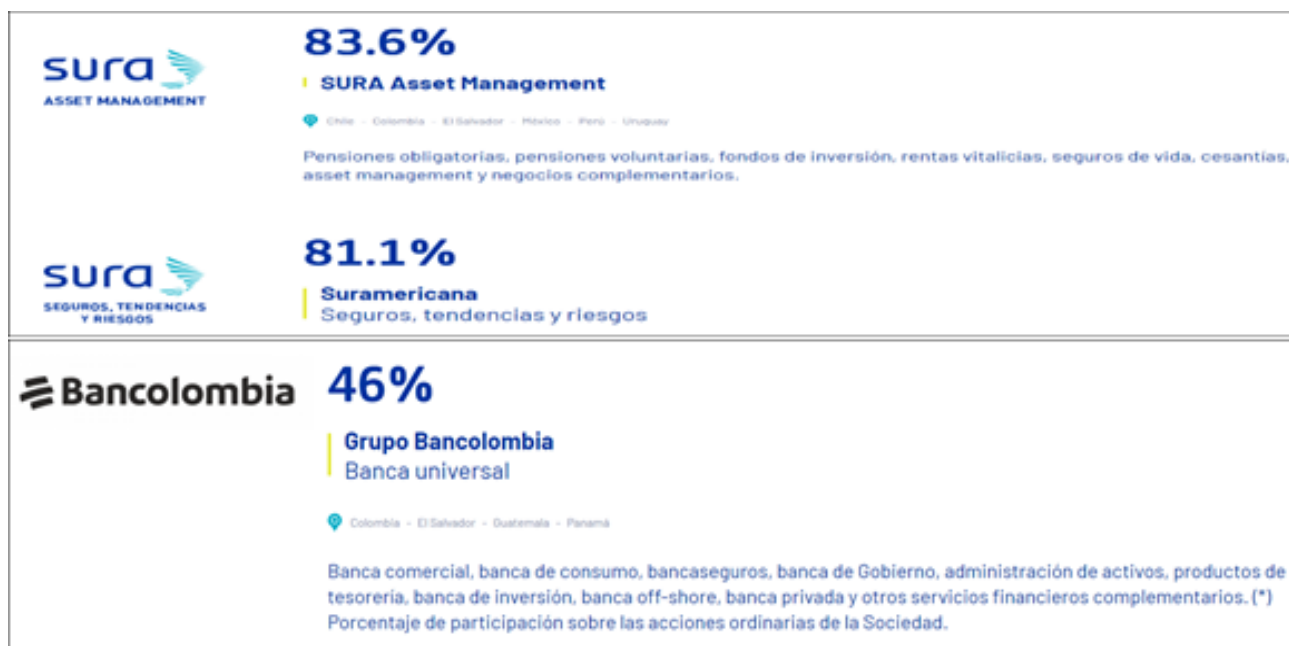 sura
ASSET MANAGEMENT
83.6%
SURA Asset Management
Chile - Colombia - El Salvador - México - Perú - Uruguay
Pensiones obligatorias, pensiones voluntarias, fondos de inversión, rentas vitalicias, seguros de vida, cesantías,
asset management y negocios complementarios.
sura
SEGUROS, TENDENCIAS
Y RIESGOS
81.1%
Suramericana
Seguros, tendencias y riesgos
Bancolombia
46%
Grupo Bancolombia
Banca universal
Colombia - El Salvador - Guatemala - Panamá
Banca comercial, banca de consumo, bancaseguros, banca de Gobierno, administración de activos, productos de
tesorería, banca de inversión, banca off-shore, banca privada y otros servicios financieros complementarios. (*)
Porcentaje de participación sobre las acciones ordinarias de la Sociedad.